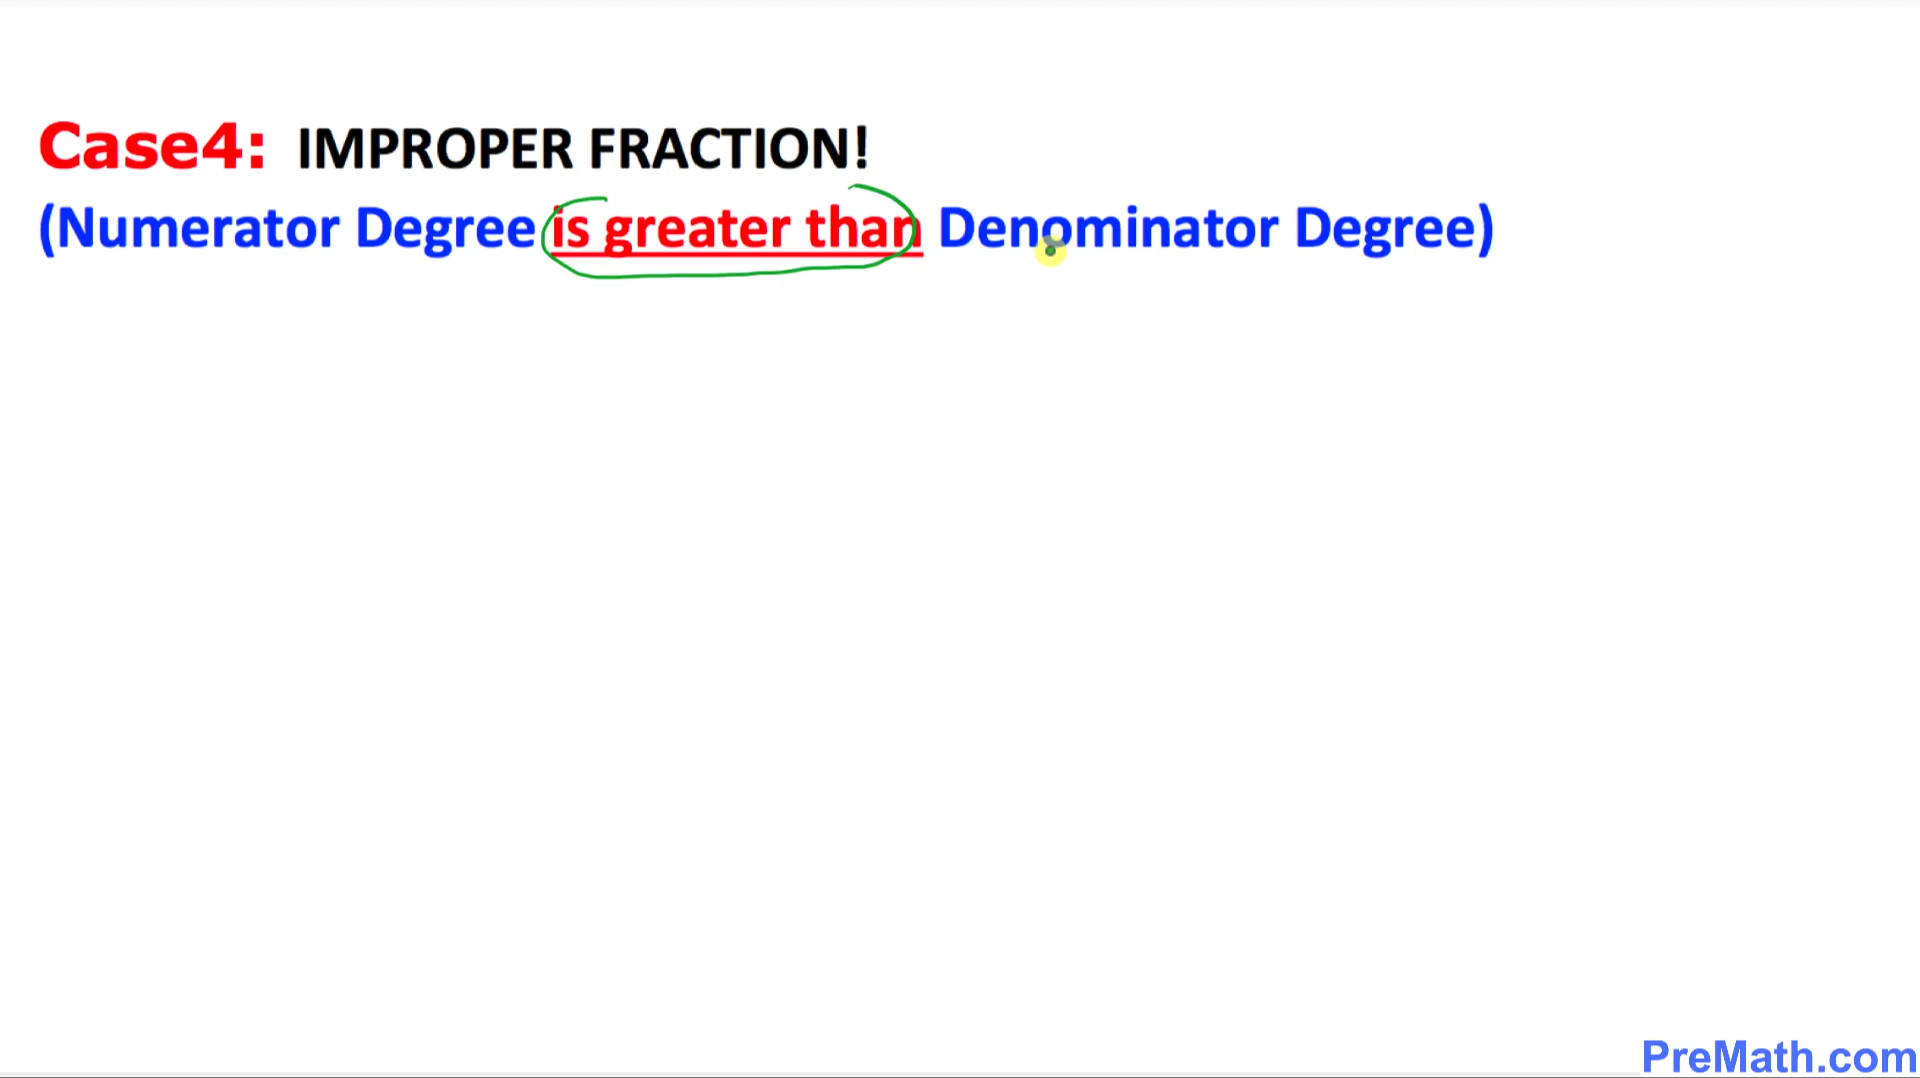 Case4: IMPROPER FRACTION!
(Numerator Degree is greater than Denominator Degree)
PreMath.com